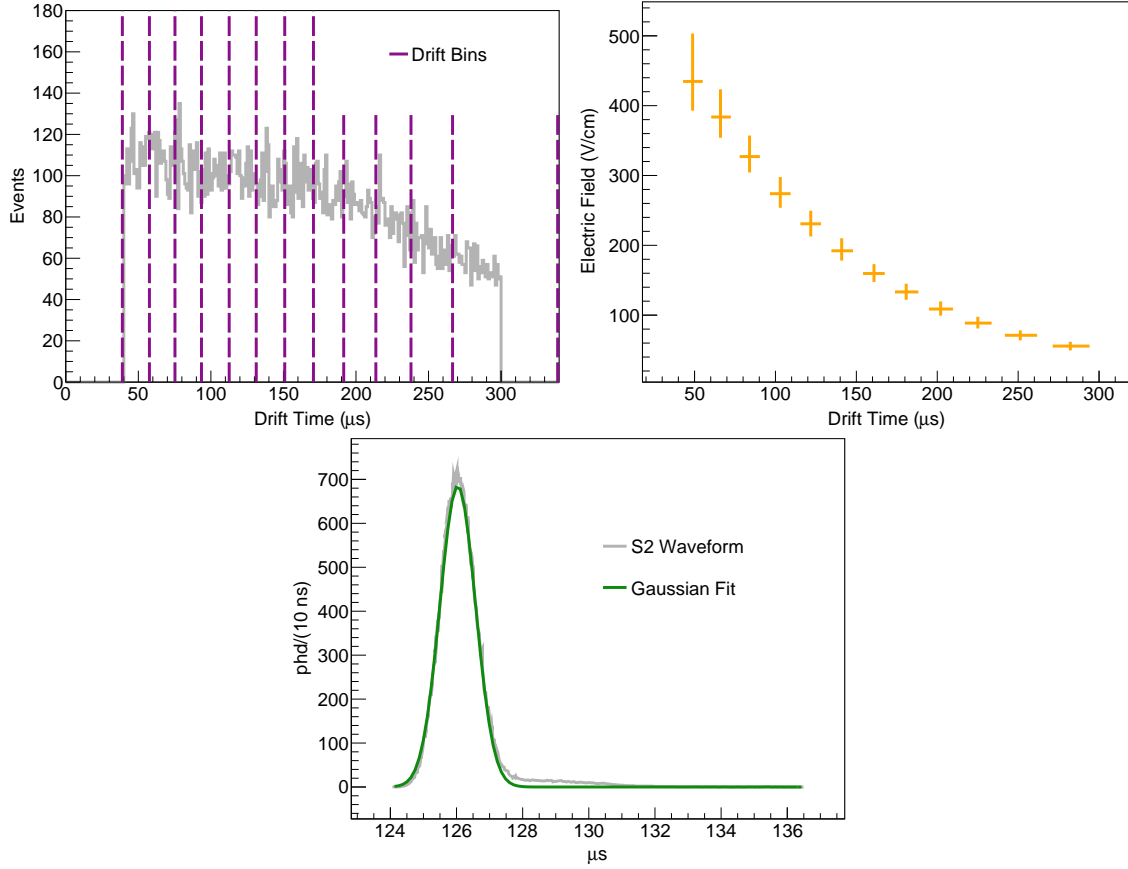 180
160
140
120
100
80
60
40
20
0
Events
Drift Bins
0 50 100 150 200 250 300
Drift Time (μs)
500
400
300
200
100
Electric Field (V/cm)
50 100 150 200 250 300
Drift Time (μs)
700
600
500
400
300
200
100
0
phd/(10 ns)
S2 Waveform
Gaussian Fit
124 126 128 130 132 134 136
μs